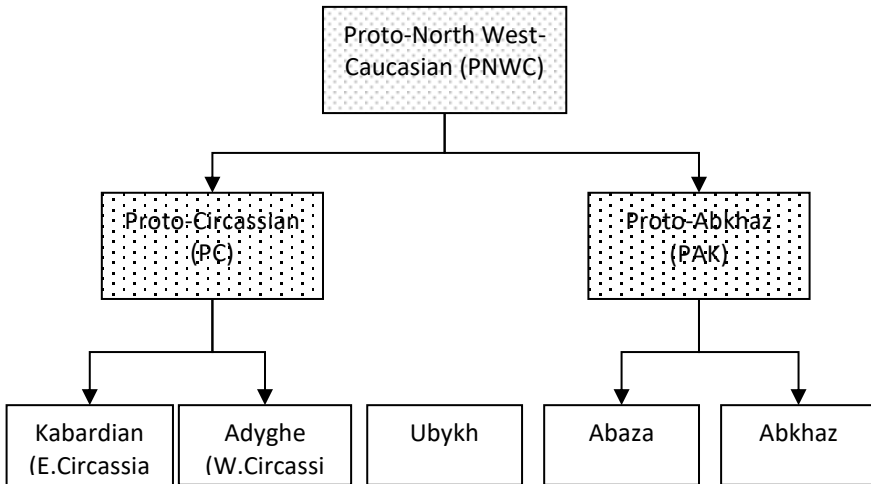 Proto-North West-
Caucasian (PNWC)
Proto-Circassian
(PC)
Proto-Abkhaz
(PAK)
Kabardian
(E.Circassia
Adyghe
(W.Circassi
Ubykh
Abaza
Abkhaz